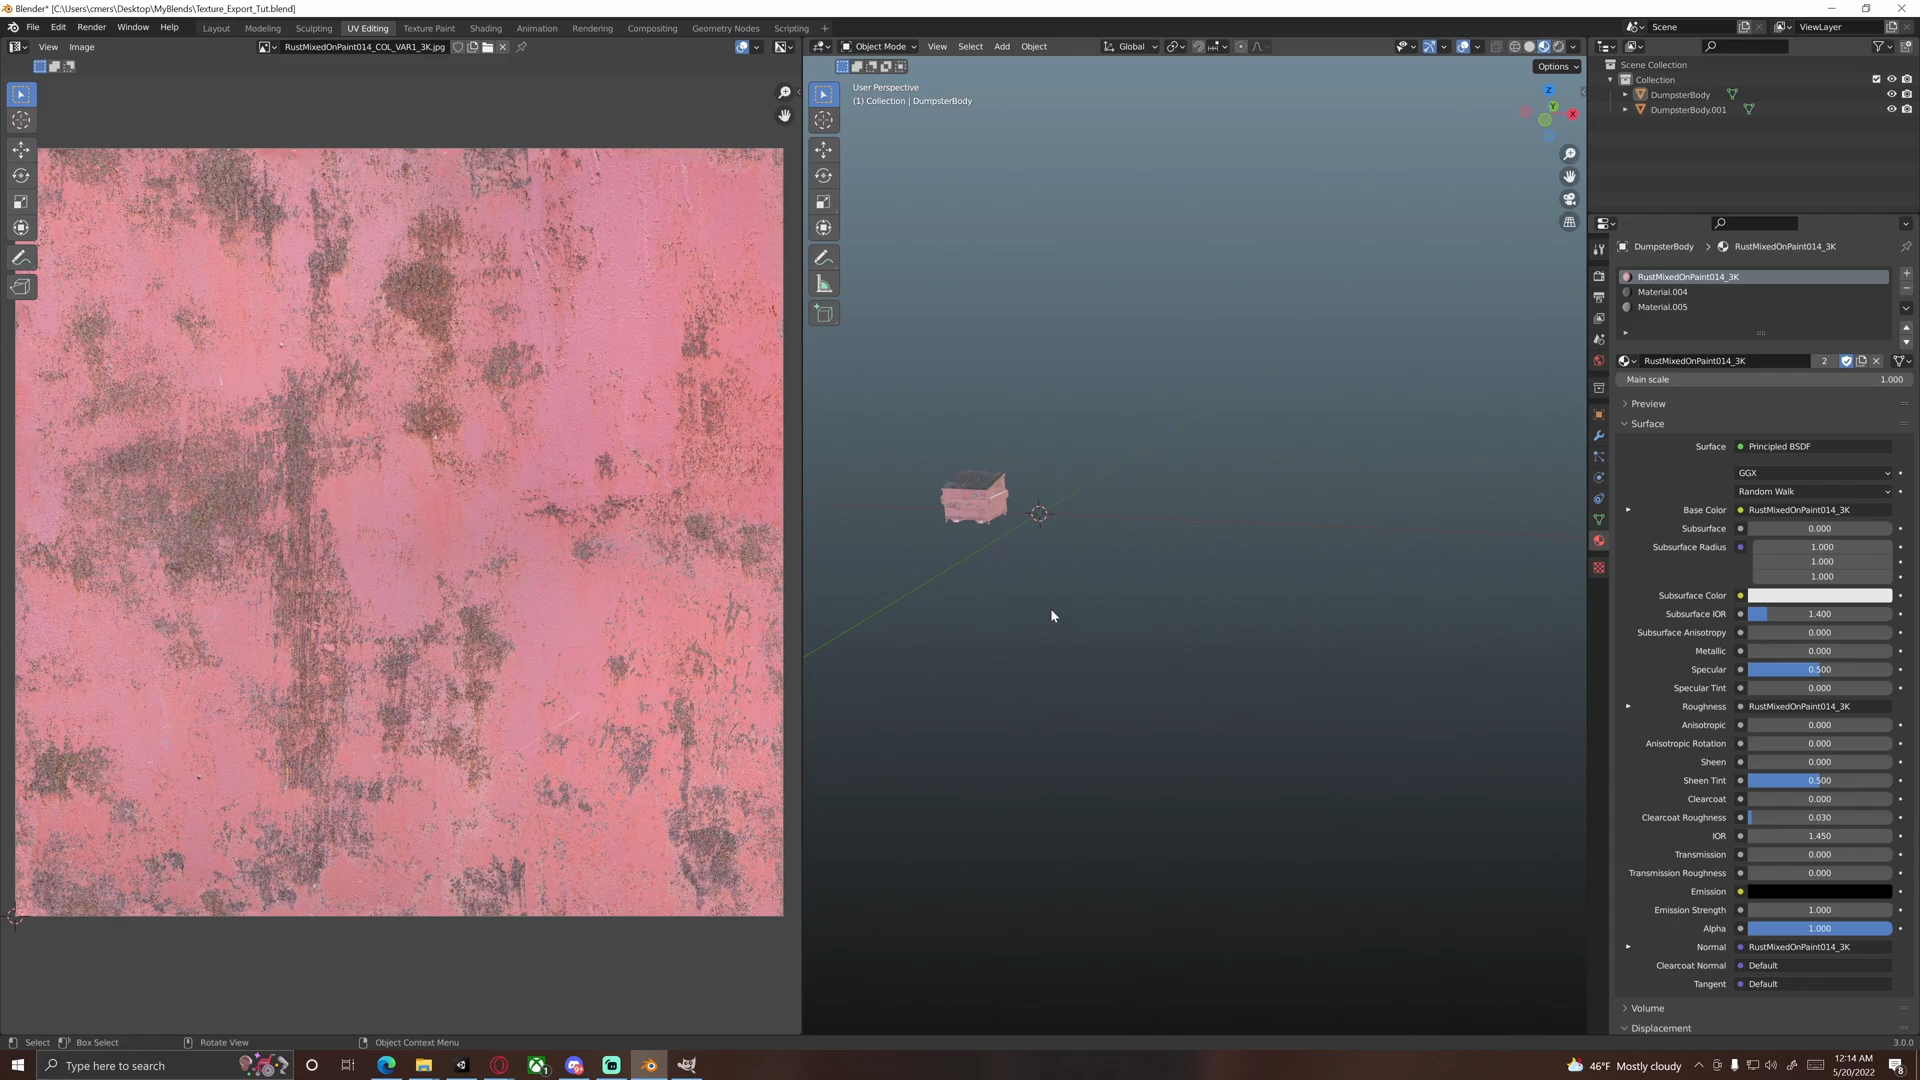 Blender* [C:\Users\cmers\Desktop\MyBlends\Texture_Export_Tut.blend]
File Edit Render Window Help Layout Modeling Sculpting UV Editing Texture Paint Shading Animation Rendering Compositing Geometry Nodes Scripting + Scene ViewLayer
View Image RustMixedOnPaint014_COL_VAR1_3K.jpg Object Mode View Select Add Object Global
Options
User Perspective
(1) Collection | DumpsterBody
Z
Y
X
Scene Collection
Collection
DumpsterBody
DumpsterBody.001
DumpsterBody > RustMixedOnPaint014_3K
RustMixedOnPaint014_3K
Material.004
Material.005
RustMixedOnPaint014_3K 2
Main scale 1.000
Preview
Surface
Surface Principled BSDF
GGX
Random Walk
Base Color RustMixedOnPaint014_3K
Subsurface 0.000
Subsurface Radius 1.000
1.000
1.000
Subsurface Color
Subsurface IOR 1.400
Subsurface Anisotropy 0.000
Metallic 0.000
Specular 0.500
Specular Tint 0.000
Roughness RustMixedOnPaint014_3K
Anisotropic 0.000
Anisotropic Rotation 0.000
Sheen 0.000
Sheen Tint 0.500
Clearcoat 0.000
Clearcoat Roughness 0.030
IOR 1.450
Transmission 0.000
Transmission Roughness 0.000
Emission
Emission Strength 1.000
Alpha 1.000
Normal RustMixedOnPaint014_3K
Clearcoat Normal Default
Tangent Default
Volume
Displacement
Select Box Select Rotate View Object Context Menu 3.0.0
Type here to search 46°F Mostly cloudy 12:14 AM
5/20/2022